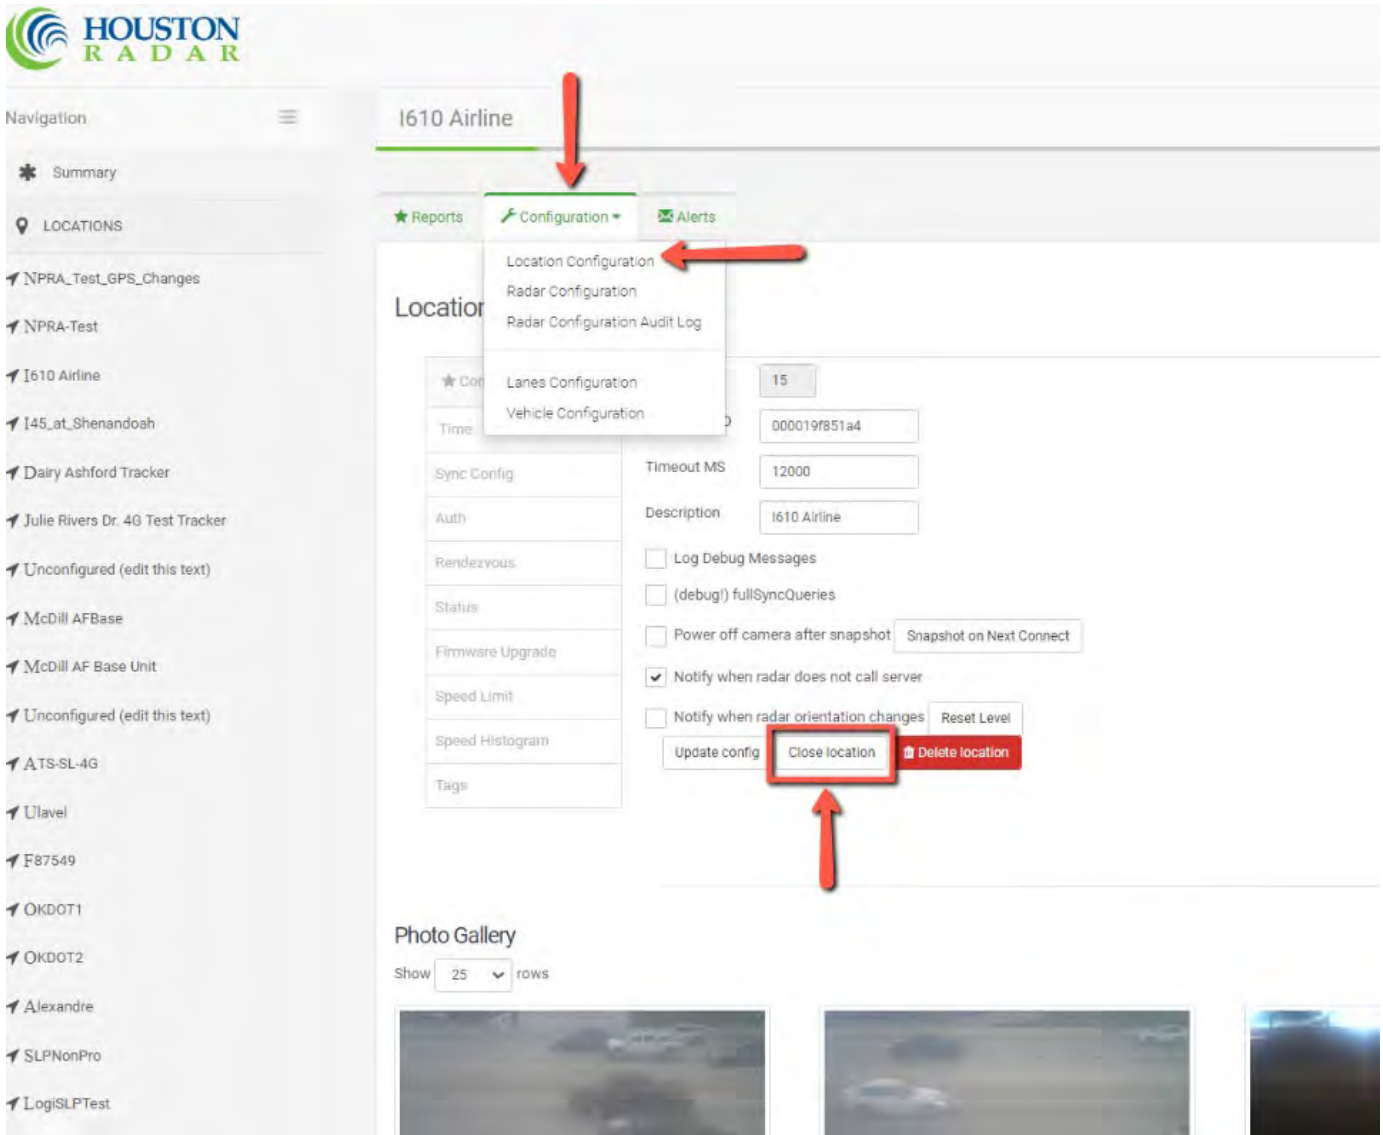 HOUSTON
RADAR
Navigation
I610 Airline
Summary
LOCATIONS
NPRA_Test_GPS_Changes
NPRA-Test
I610 Airline
I45_at_Shenandoah
Dairy Ashford Tracker
Julie Rivers Dr. 4G Test Tracker
Unconfigured (edit this text)
McDill AFBase
McDill AF Base Unit
Unconfigured (edit this text)
ATS-SL-4G
Ulavel
F87549
OKDOT1
OKDOT2
Alexandre
SLPNonPro
LogiSLPTest
Reports Configuration Alerts
Location Configuration
Radar Configuration
Radar Configuration Audit Log
Lanes Configuration
Vehicle Configuration
Location
Time
Sync Config
Auth
Rendezvous
Status
Firmware Upgrade
Speed Limit
Speed Histogram
Tags
15
000019f851a4
Timeout MS 12000
Description I610 Airline
Log Debug Messages
(debug!) fullSyncQueries
Power off camera after snapshot Snapshot on Next Connect
Notify when radar does not call server
Notify when radar orientation changes Reset Level
Update config Close location Delete location
Photo Gallery
Show 25 rows